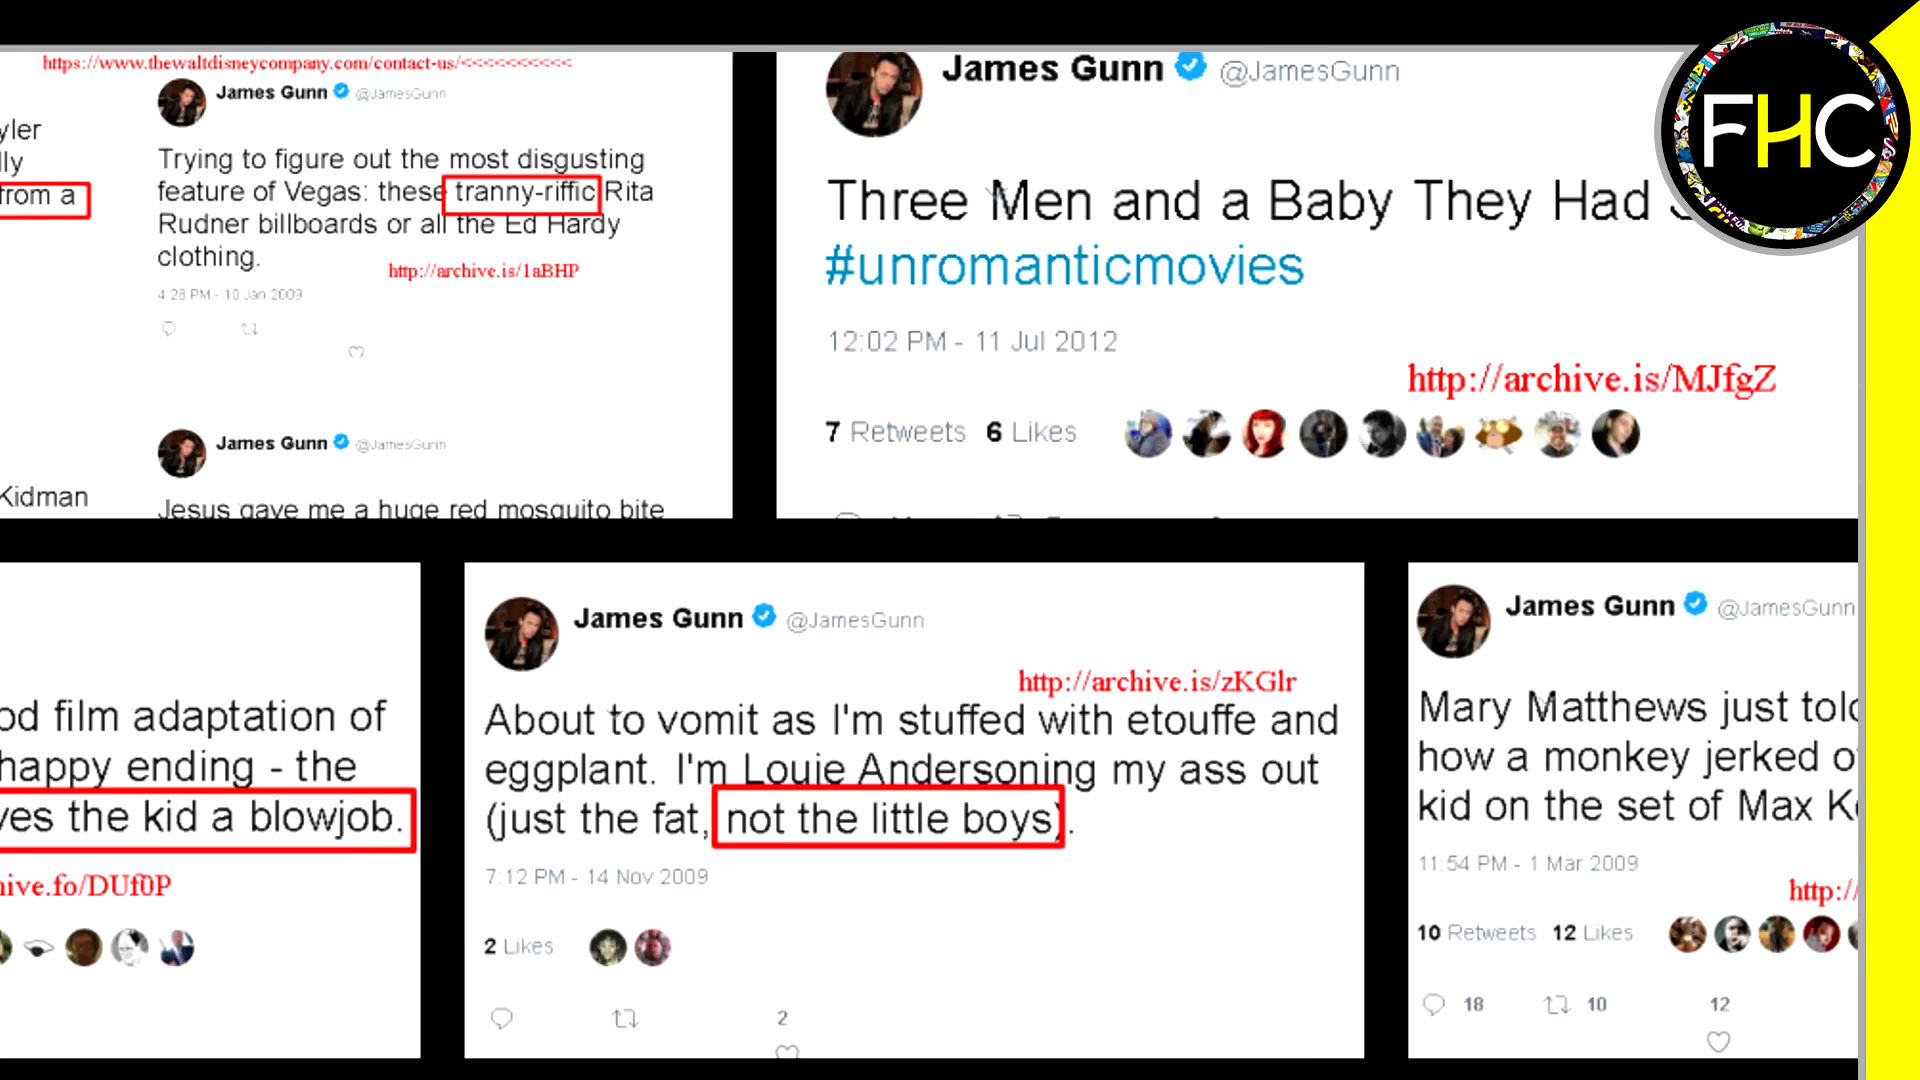 https://www.thewaltdisneycompany.com/contact-us/<<<<<<<<<<
James Gunn @JamesGunn
Trying to figure out the most disgusting
feature of Vegas: these tranny-riffic Rita
Rudner billboards or all the Ed Hardy
clothing.
http://archive.is/1aBHP
4:28 PM - 10 Jan 2009
yler
lly
from a
Kidman
James Gunn @JamesGunn
Jesus gave me a huge red mosquito bite
James Gunn @JamesGunn
Three Men and a Baby They Had
#unromanticmovies
12:02 PM - 11 Jul 2012
http://archive.is/MJfgZ
7 Retweets 6 Likes
FHC
od film adaptation of
happy ending - the
ves the kid a blowjob.
hive.fo/DUf0P
James Gunn @JamesGunn
http://archive.is/zKGlr
About to vomit as I'm stuffed with etouffe and
eggplant. I'm Louie Andersoning my ass out
(just the fat, not the little boys).
7:12 PM - 14 Nov 2009
2 Likes
2
James Gunn @JamesGunn
Mary Matthews just told
how a monkey jerked o
kid on the set of Max K
11:54 PM - 1 Mar 2009
http://
10 Retweets 12 Likes
18 10 12